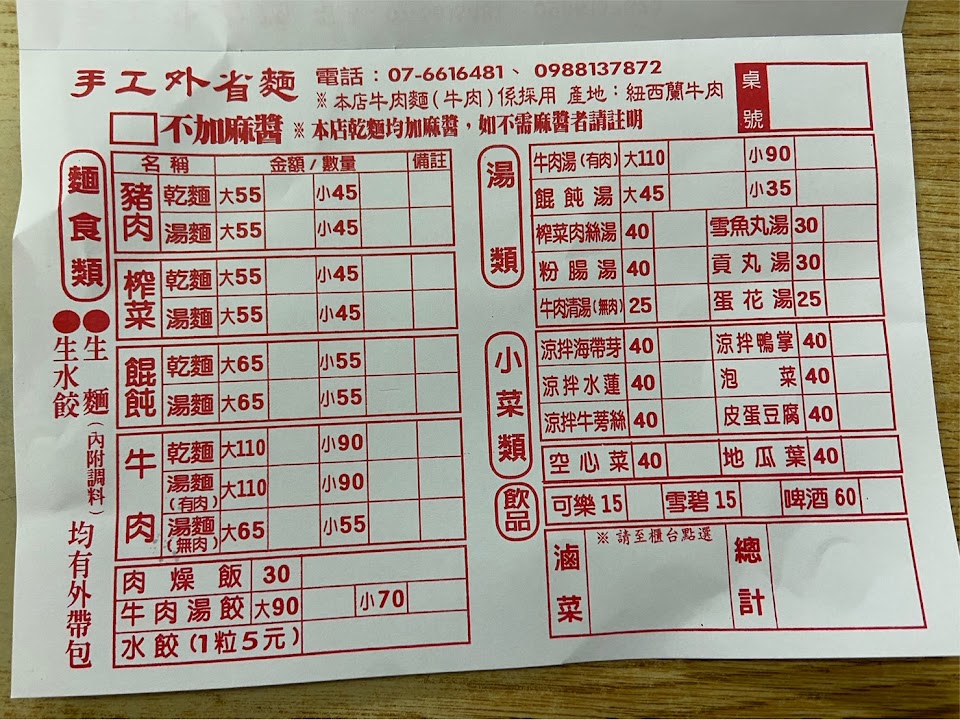 手工外省麵 電話：07-6616481、0988137872
※本店牛肉麵(牛肉)係採用 產地：紐西蘭牛肉
桌號
不加麻醬 ※本店乾麵均加麻醬，如不需麻醬者請註明
麵食類
名稱 金額/數量 備註
豬肉
乾麵 大55 小45
湯麵 大55 小45
榨菜
乾麵 大55 小45
湯麵 大55 小45
餛飩
乾麵 大65 小55
湯麵 大65 小55
牛肉
乾麵 大110 小90
湯麵(有肉) 大110 小90
湯麵(無肉) 大65 小55
肉燥飯 30
牛肉湯餃 大90 小70
水餃(1粒5元)
●生麵(內附調料)
●生水餃
均有外帶包
湯類
牛肉湯(有肉) 大110 小90
餛飩湯 大45 小35
榨菜肉絲湯 40 雪魚丸湯 30
粉腸湯 40 貢丸湯 30
牛肉清湯(無肉) 25 蛋花湯 25
小菜類
涼拌海帶芽 40 涼拌鴨掌 40
涼拌水蓮 40 泡菜 40
涼拌牛蒡絲 40 皮蛋豆腐 40
空心菜 40 地瓜葉 40
飲品
可樂 15 雪碧 15 啤酒 60
滷菜
※請至櫃台點選
總計